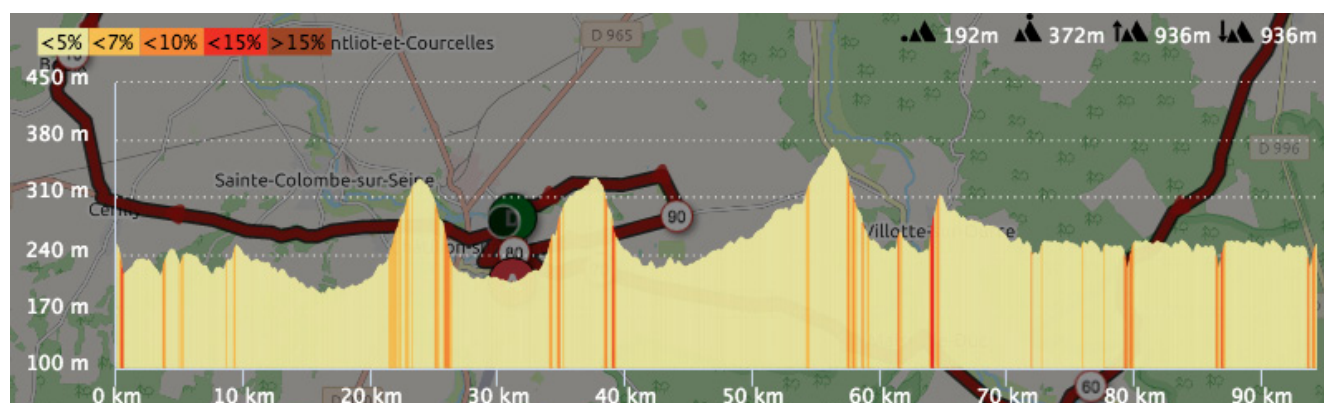 <5% <7% <10% <15% >15% ntliot-et-Courcelles
D 965
192m 372m 936m 936m
450 m
380 m
D 996
Sainte-Colombe-sur-Seine
310 m
90
240 m
80
170 m
100 m
60
0 km 10 km 20 km 30 km 40 km 50 km 60 km 70 km 80 km 90 km